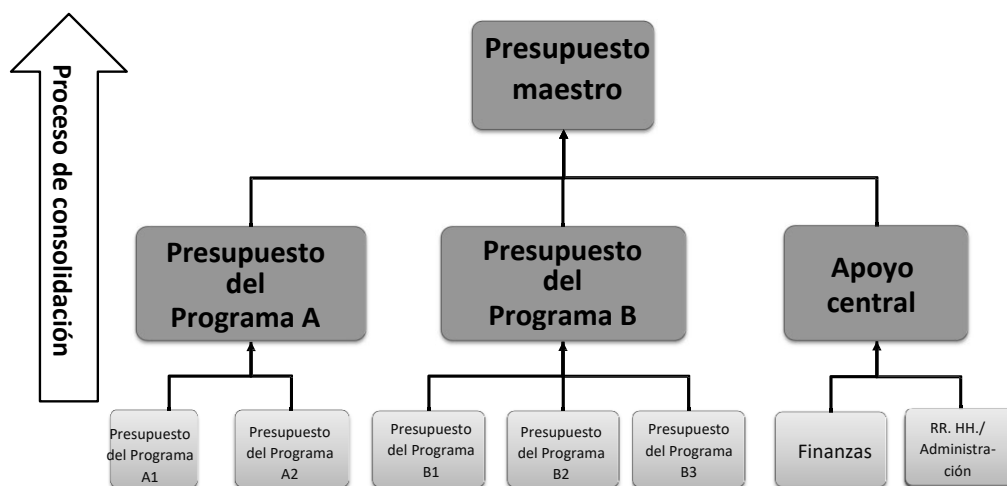 Proceso de consolidación
Presupuesto
maestro
Presupuesto
del
Programa A
Presupuesto
del
Programa B
Apoyo
central
Presupuesto
del Programa
A1
Presupuesto
del Programa
A2
Presupuesto
del Programa
B1
Presupuesto
del Programa
B2
Presupuesto
del Programa
B3
Finanzas
RR. HH./
Administra-
ción